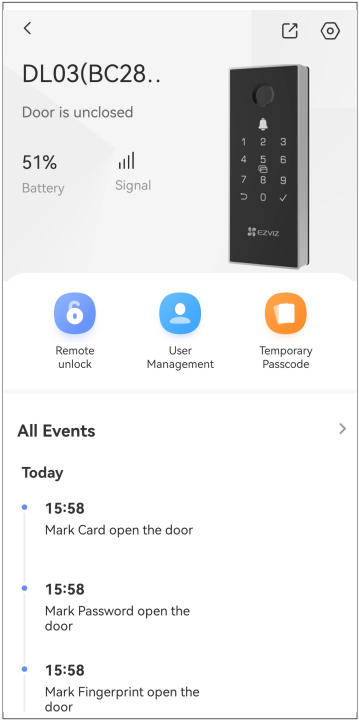 DL03(BC28..
Door is unclosed
51%
Battery
Signal
1 2 3
4 5 6
7 8 9
0
EZVIZ
Remote
unlock
User
Management
Temporary
Passcode
All Events
Today
15:58
Mark Card open the door
15:58
Mark Password open the
door
15:58
Mark Fingerprint open the
door